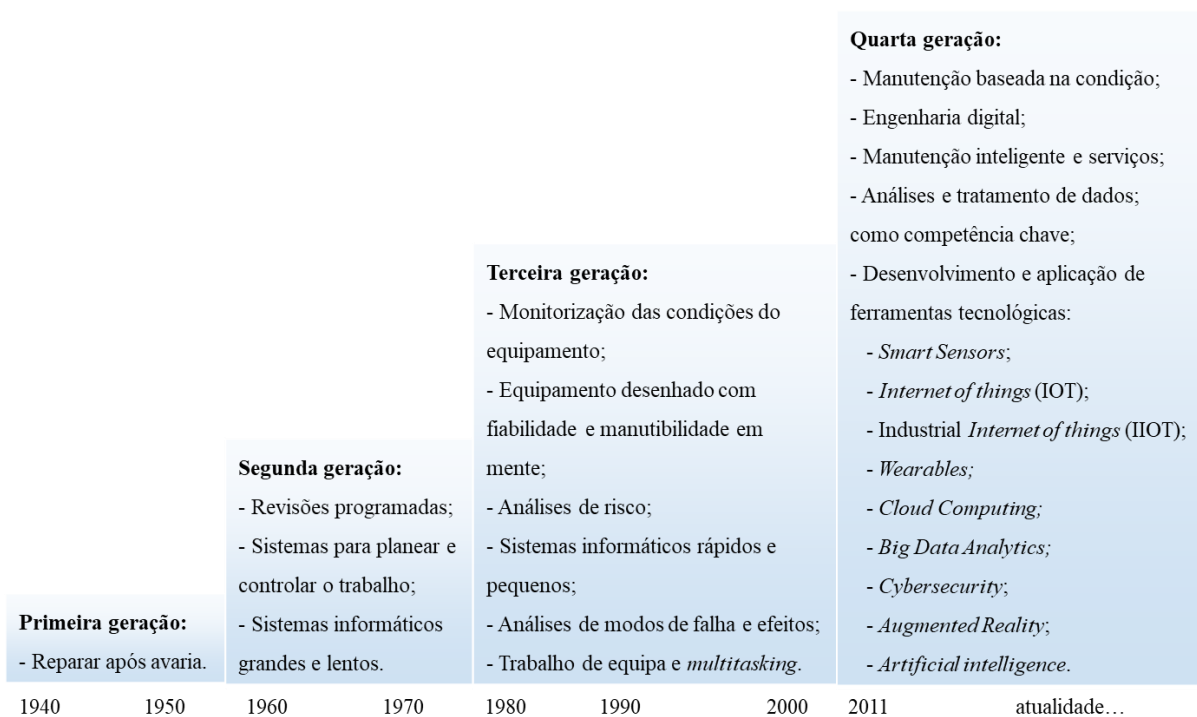 Primeira geração:
- Reparar após avaria.
Segunda geração:
- Revisões programadas;
- Sistemas para planear e
controlar o trabalho;
- Sistemas informáticos
grandes e lentos.
Terceira geração:
- Monitorização das condições do
equipamento;
- Equipamento desenhado com
fiabilidade e manutibilidade em
mente;
- Análises de risco;
- Sistemas informáticos rápidos e
pequenos;
- Análises de modos de falha e efeitos;
- Trabalho de equipa e multitasking.
Quarta geração:
- Manutenção baseada na condição;
- Engenharia digital;
- Manutenção inteligente e serviços;
- Análises e tratamento de dados;
como competência chave;
- Desenvolvimento e aplicação de
ferramentas tecnológicas:
- Smart Sensors;
- Internet of things (IOT);
- Industrial Internet of things (IIOT);
- Wearables;
- Cloud Computing;
- Big Data Analytics;
- Cybersecurity;
- Augmented Reality;
- Artificial intelligence.
1940 1950 1960 1970 1980 1990 2000 2011 atualidade…